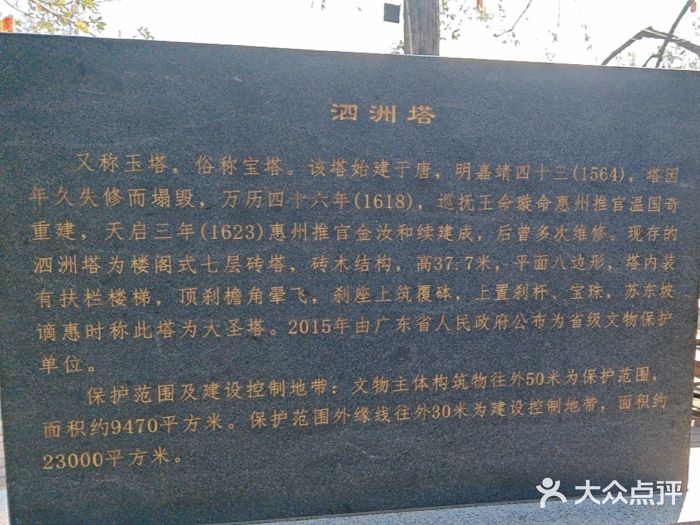 泗洲塔
又称玉塔，俗称宝塔。该塔始建于唐，明嘉靖四十三(1564)，塔因
年久失修而塌毁，万历四十六年(1618)，巡抚王命璇命惠州推官温国奇
重建，天启三年(1623)惠州推官金汝和续建成，后曾多次维修。现存的
泗洲塔为楼阁式七层砖塔，砖木结构，高37.7米，平面八边形，塔内装
有扶栏楼梯，顶刹檐角翚飞，刹座上筑覆砵，上置刹杆、宝珠，苏东坡
谪惠时称此塔为大圣塔。2015年由广东省人民政府公布为省级文物保护
单位。
保护范围及建设控制地带：文物主体构筑物往外50米为保护范围，
面积约9470平方米。保护范围外缘线往外30米为建设控制地带，面积约
23000平方米。
大众点评